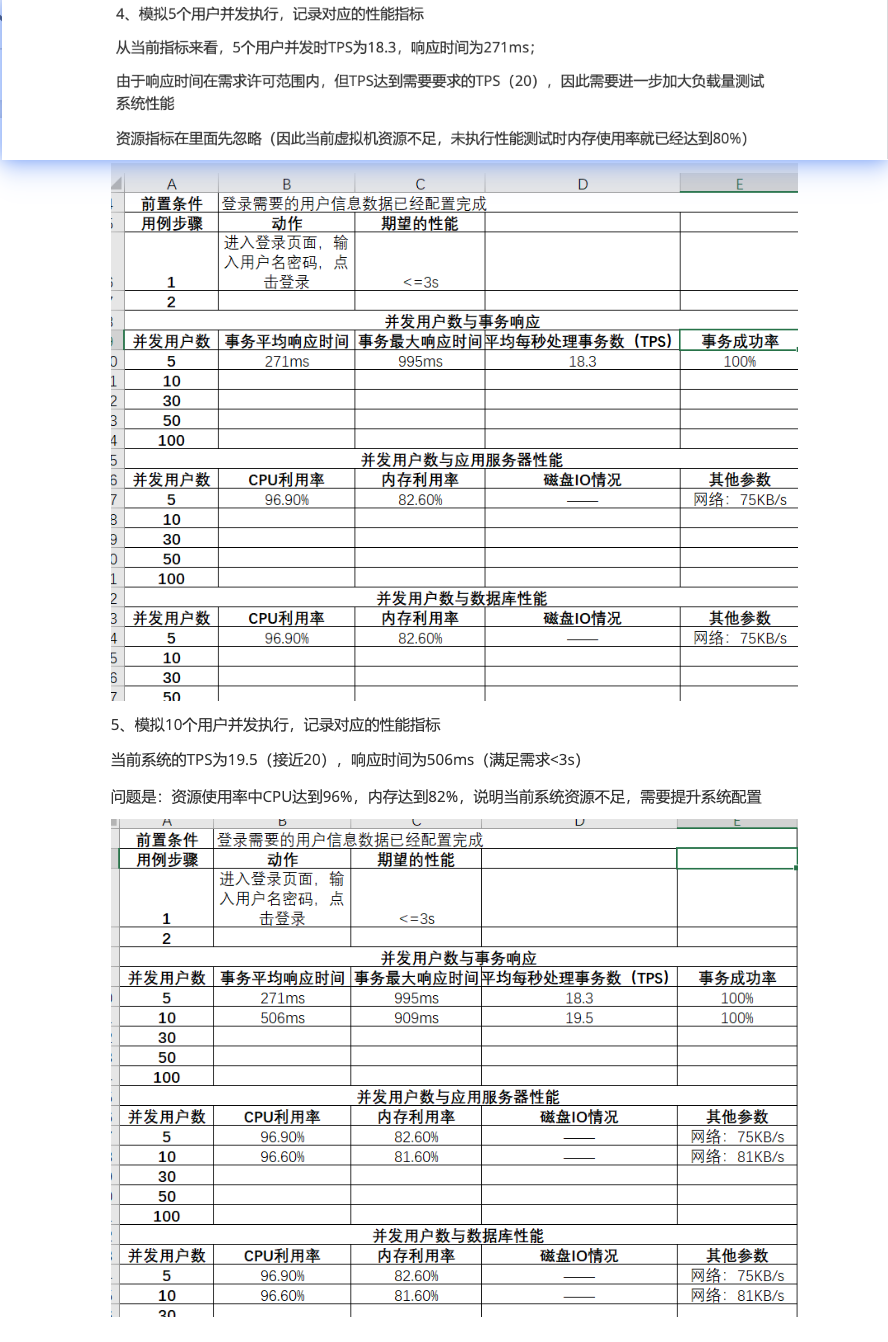 4、模拟5个用户并发执行，记录对应的性能指标
从当前指标来看，5个用户并发时TPS为18.3，响应时间为271ms；
由于响应时间在需求许可范围内，但TPS达到需要要求的TPS（20），因此需要进一步加大负载量测试
系统性能
资源指标在里面先忽略（因此当前虚拟机资源不足，未执行性能测试时内存使用率就已经达到80%）
A B C D E
前置条件 登录需要的用户信息数据已经配置完成
用例步骤 动作 期望的性能
进入登录页面，输
入用户名密码，点
1 击登录 <=3s
2
并发用户数与事务响应
并发用户数 事务平均响应时间 事务最大响应时间 平均每秒处理事务数（TPS） 事务成功率
0 5 271ms 995ms 18.3 100%
1 10
2 30
3 50
4 100
5 并发用户数与应用服务器性能
6 并发用户数 CPU利用率 内存利用率 磁盘IO情况 其他参数
7 5 96.90% 82.60% —— 网络：75KB/s
8 10
9 30
0 50
1 100
2 并发用户数与数据库性能
3 并发用户数 CPU利用率 内存利用率 磁盘IO情况 其他参数
4 5 96.90% 82.60% —— 网络：75KB/s
5 10
6 30
7 50
5、模拟10个用户并发执行，记录对应的性能指标
当前系统的TPS为19.5（接近20），响应时间为506ms（满足需求<3s）
问题是：资源使用率中CPU达到96%，内存达到82%，说明当前系统资源不足，需要提升系统配置
A B C D E
前置条件 登录需要的用户信息数据已经配置完成
用例步骤 动作 期望的性能
进入登录页面，输
入用户名密码，点
1 击登录 <=3s
2
并发用户数与事务响应
并发用户数 事务平均响应时间 事务最大响应时间 平均每秒处理事务数（TPS） 事务成功率
5 271ms 995ms 18.3 100%
10 506ms 909ms 19.5 100%
30
50
100
并发用户数与应用服务器性能
并发用户数 CPU利用率 内存利用率 磁盘IO情况 其他参数
5 96.90% 82.60% —— 网络：75KB/s
10 96.60% 81.60% —— 网络：81KB/s
30
50
100
并发用户数与数据库性能
并发用户数 CPU利用率 内存利用率 磁盘IO情况 其他参数
5 96.90% 82.60% —— 网络：75KB/s
10 96.60% 81.60% —— 网络：81KB/s
30